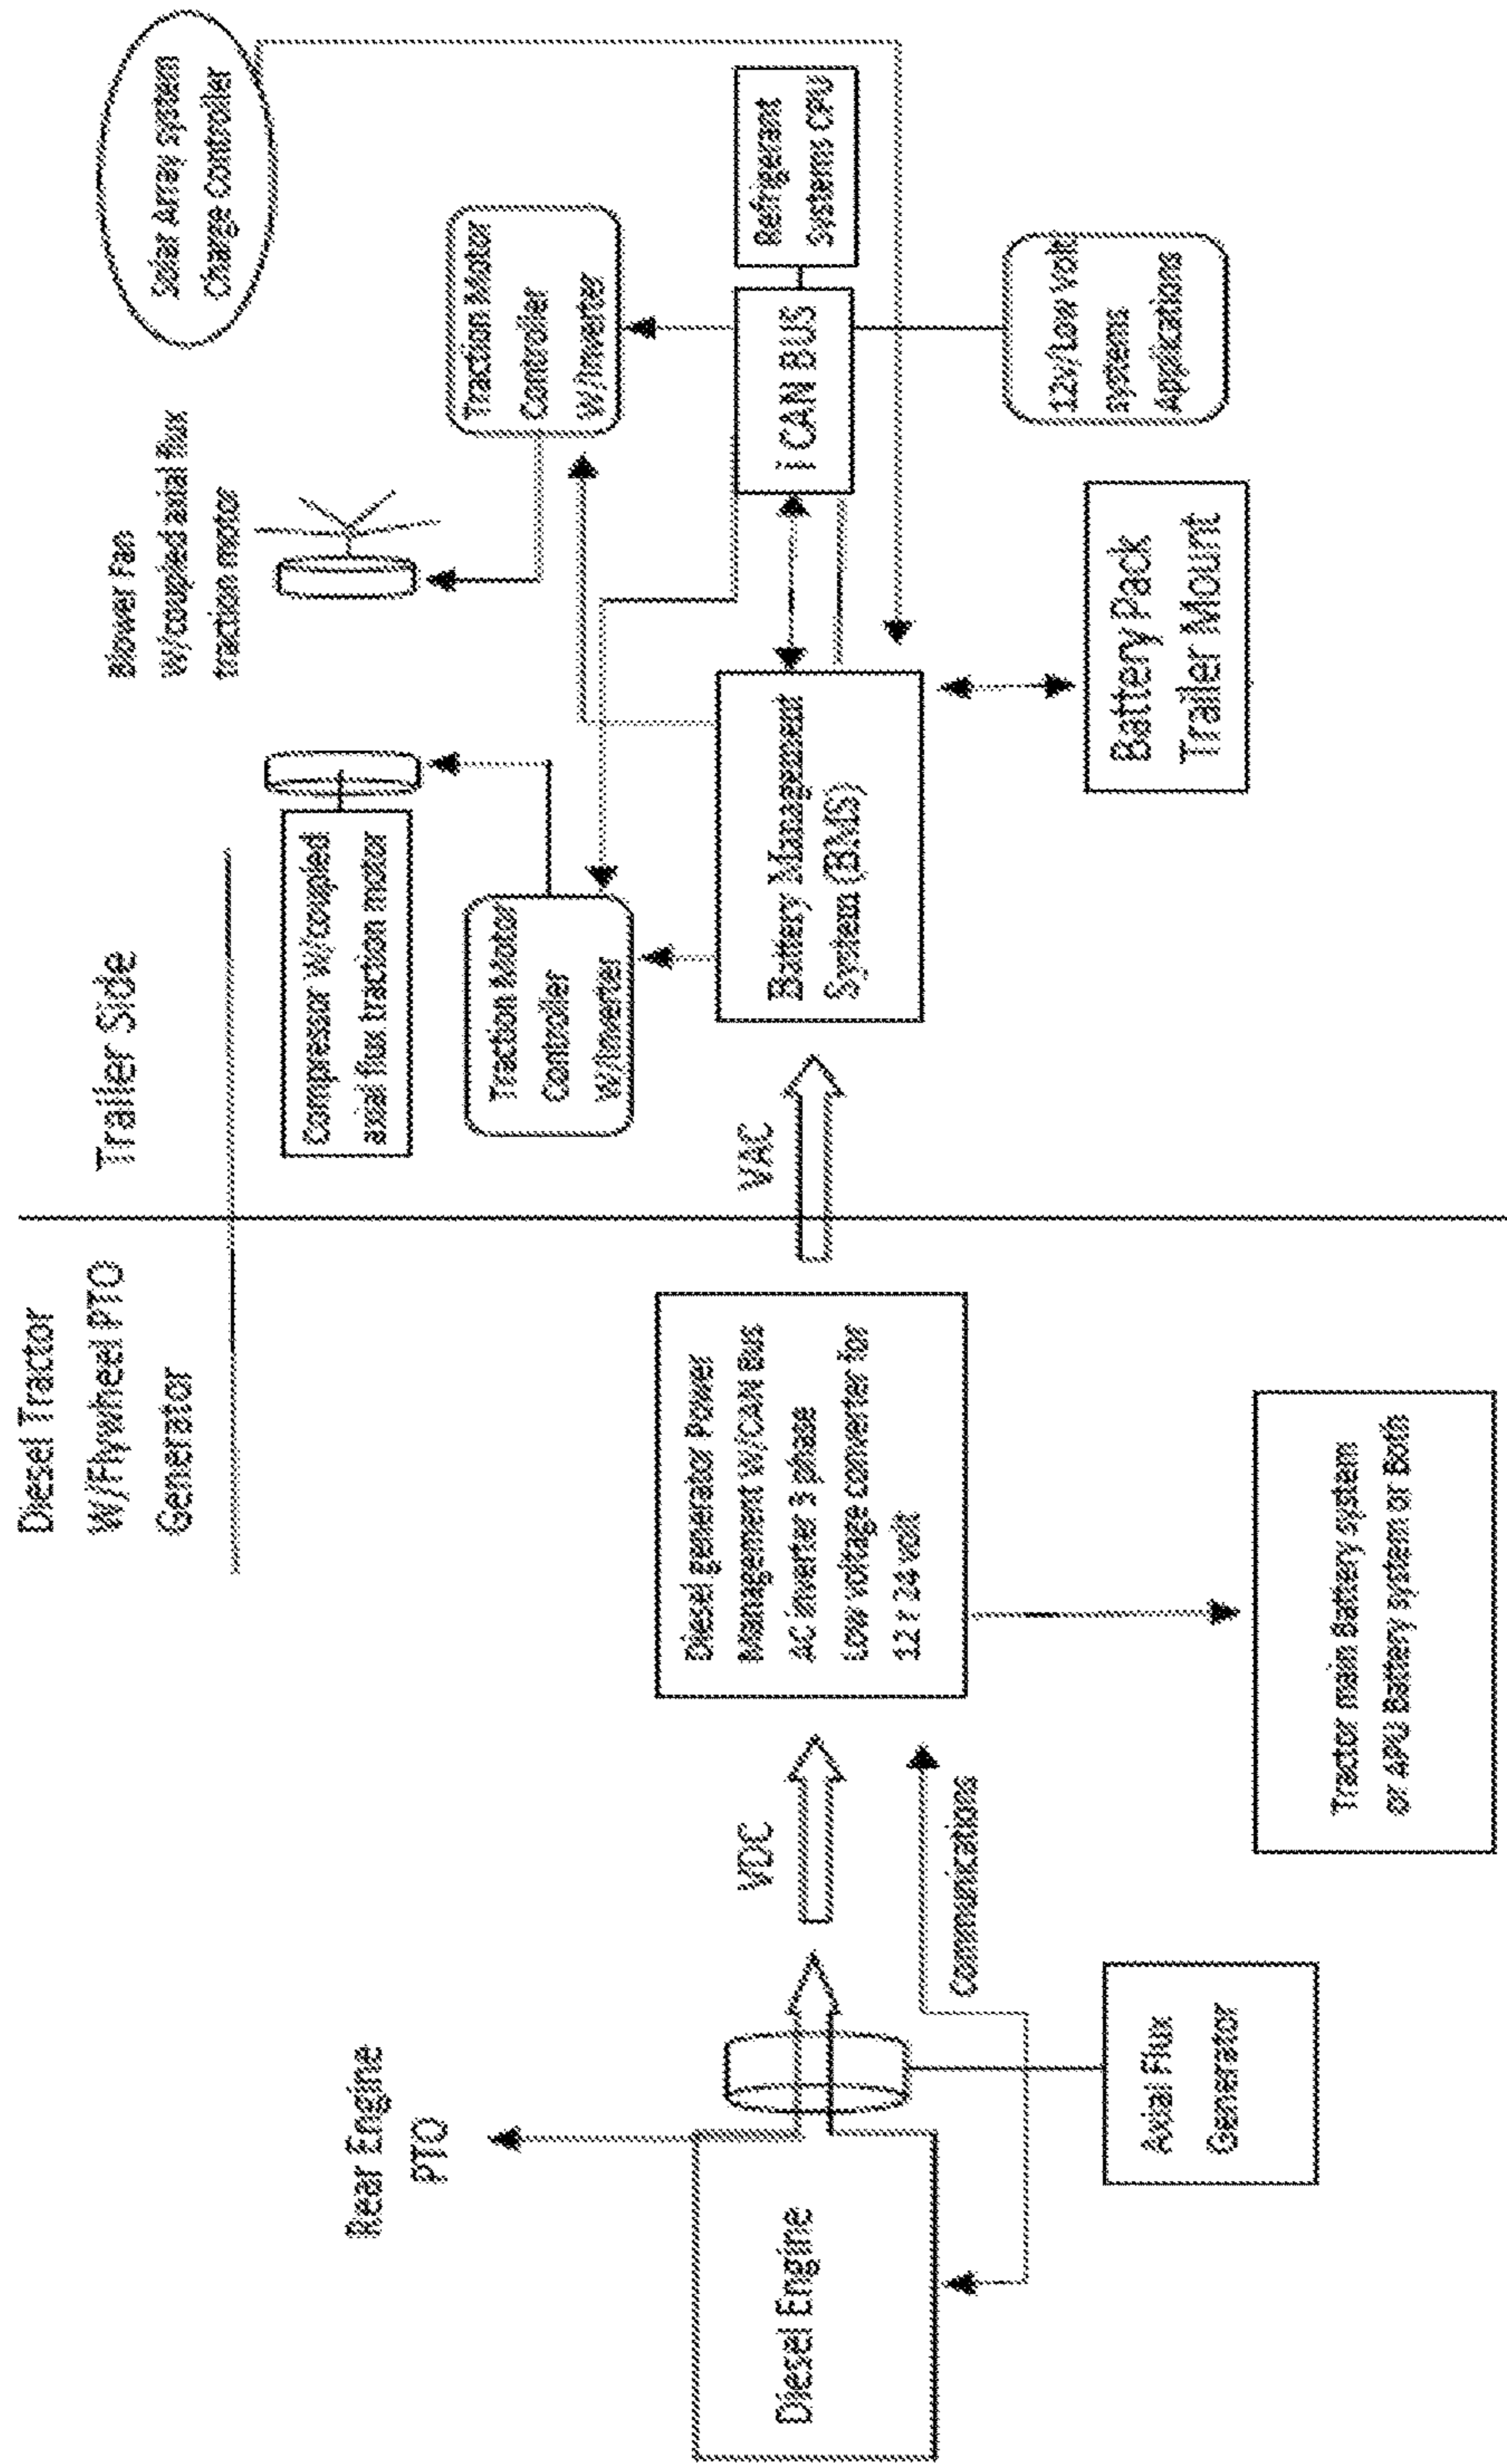 Diesel Tractor
W/Flywheel PTO
Generator
Trailer Side
Rear Engine
PTO
Diesel Engine
Axial Flux
Generator
VDC
Communications
Diesel generator Power
Management w/CAN Bus
AC inverter 3 phase
Low voltage converter for
12 r 24 volt
Tractor main Battery system
or APU Battery system or Both
VAC
Compressor W/coupled
axial flux traction motor
Traction Motor
Controller
W/Inverter
Battery Management
System (BMS)
Battery Pack
Trailer Mount
Blower Fan
W/coupled axial flux
traction motor
Traction Motor
Controller
W/Inverter
i CAN BUS
Refrigerant
Systems CPU
12v/Low Volt
systems
Applications
Solar Array system
Charge Controller